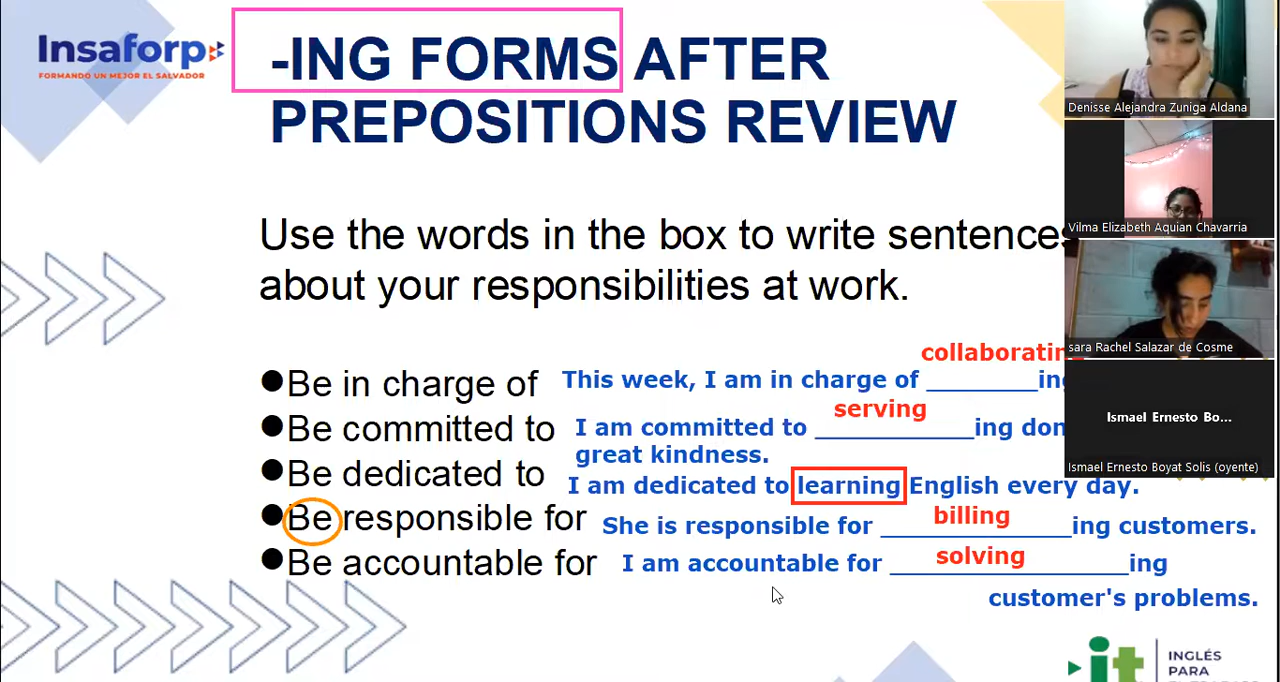 Insaforp
FORMANDO UN MEJOR EL SALVADOR
-ING FORMS AFTER
PREPOSITIONS REVIEW
Use the words in the box to write sentences
about your responsibilities at work.
collaborating
●Be in charge of This week, I am in charge of ________ing
serving
●Be committed to I am committed to ___________ing don
great kindness.
●Be dedicated to I am dedicated to learning English every day.
billing
●Be responsible for She is responsible for _____________ing customers.
solving
●Be accountable for I am accountable for _________________ing
customer's problems.
it
INGLÉS
PARA
Denisse Alejandra Zuniga Aldana
Vilma Elizabeth Aquian Chavarria
sara Rachel Salazar de Cosme
Ismael Ernesto Bo...
Ismael Ernesto Boyat Solis (oyente)